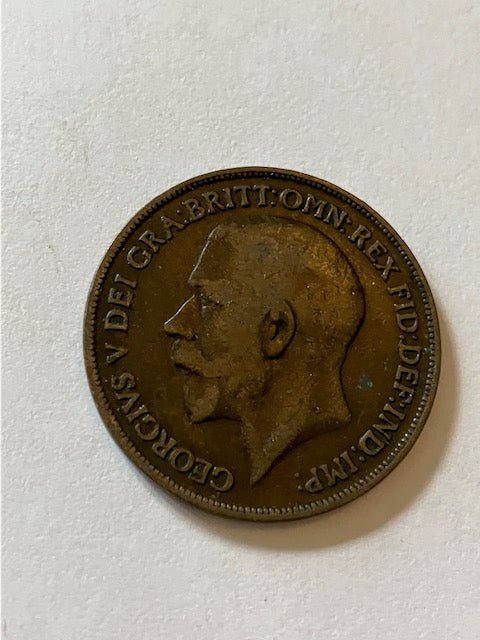 GEORGIVS V DEI GRA:BRITT:OMN:REX FID:DEF:IND:IMP: